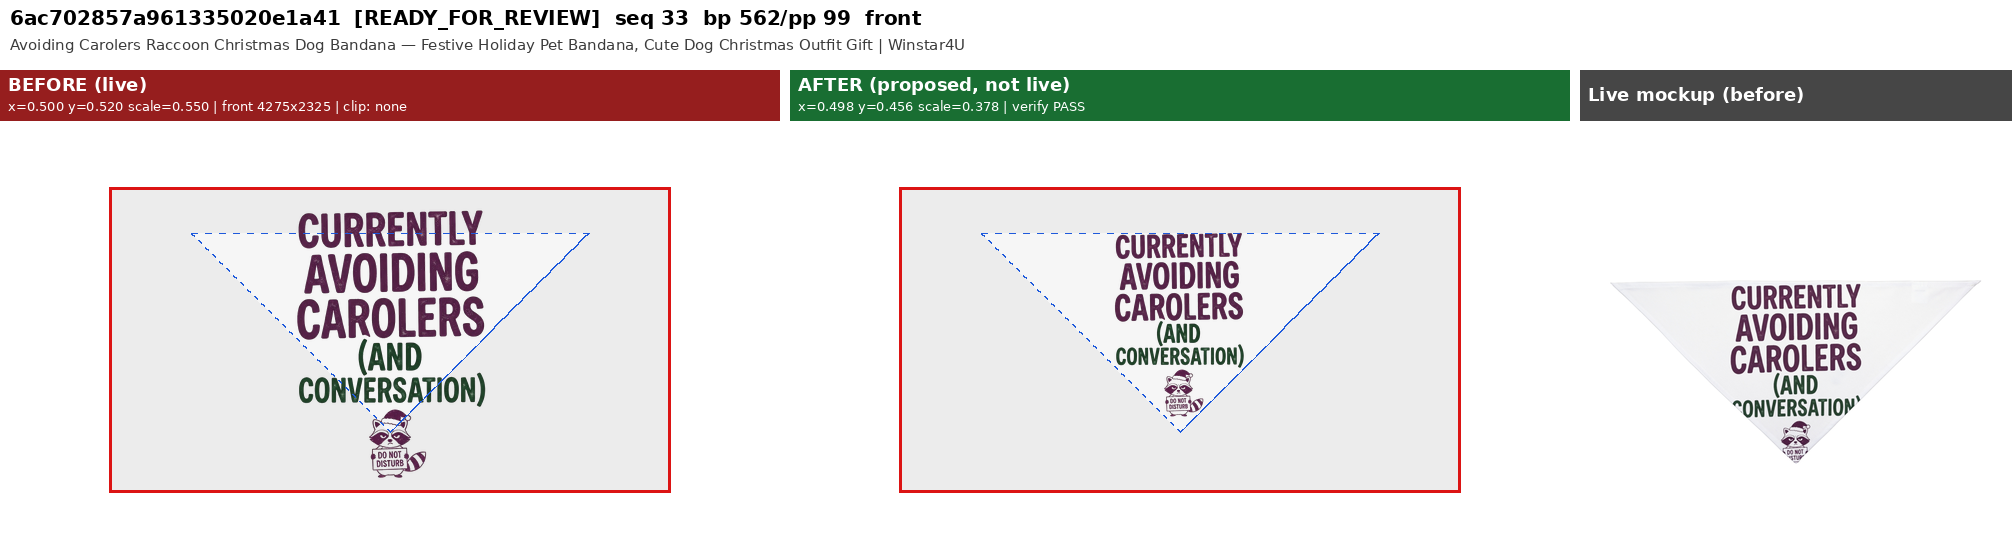 6ac702857a961335020e1a41 [READY_FOR_REVIEW] seq 33 bp 562/pp 99 front
Avoiding Carolers Raccoon Christmas Dog Bandana — Festive Holiday Pet Bandana, Cute Dog Christmas Outfit Gift | Winstar4U
BEFORE (live)
x=0.500 y=0.520 scale=0.550 | front 4275x2325 | clip: none
CURRENTLY
AVOIDING
CAROLERS
(AND
CONVERSATION)
DO NOT
DISTURB
AFTER (proposed, not live)
x=0.498 y=0.456 scale=0.378 | verify PASS
CURRENTLY
AVOIDING
CAROLERS
(AND
CONVERSATION)
DO NOT
DISTURB
Live mockup (before)
CURRENTLY
AVOIDING
CAROLERS
(AND
CONVERSATION)
DO NOT